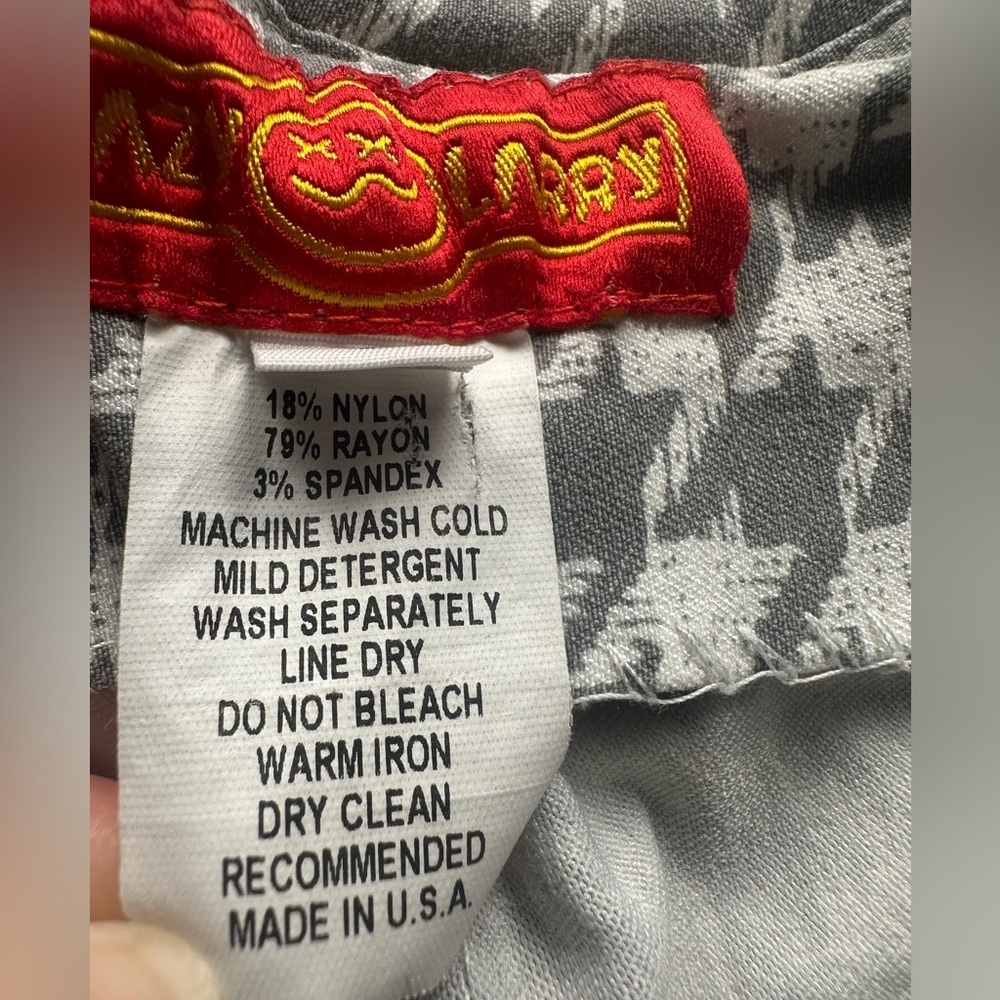 AZY LARRY
18% NYLON
79% RAYON
3% SPANDEX
MACHINE WASH COLD
MILD DETERGENT
WASH SEPARATELY
LINE DRY
DO NOT BLEACH
WARM IRON
DRY CLEAN
RECOMMENDED
MADE IN U.S.A.